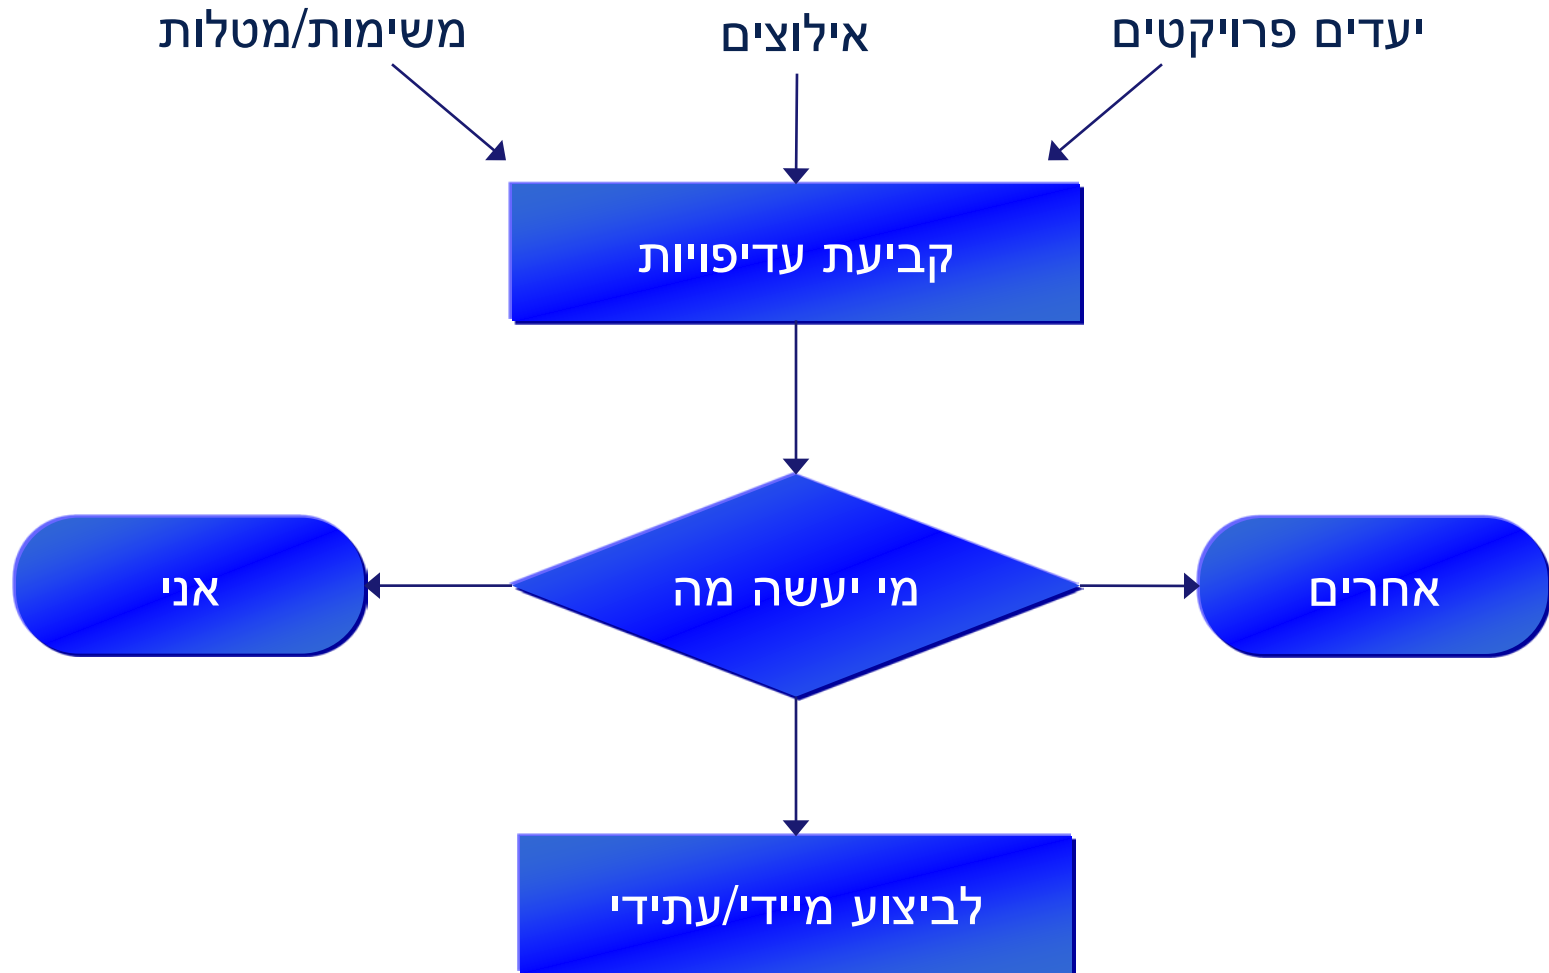 יעדים פרויקטים
אילוצים
משימות/מטלות
קביעת עדיפויות
אחרים
מי יעשה מה
אני
לביצוע מיידי/עתידי